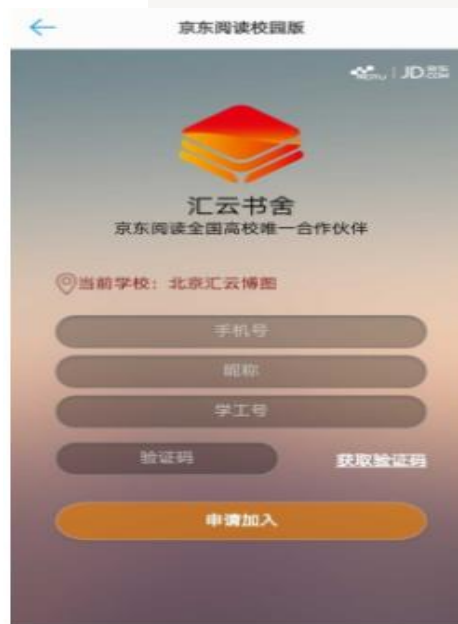 京东阅读校园版
JD
汇云书舍
京东阅读全国高校唯一合作伙伴
当前学校：北京汇云博图
手机号
昵称
学工号
验证码 获取验证码
申请加入